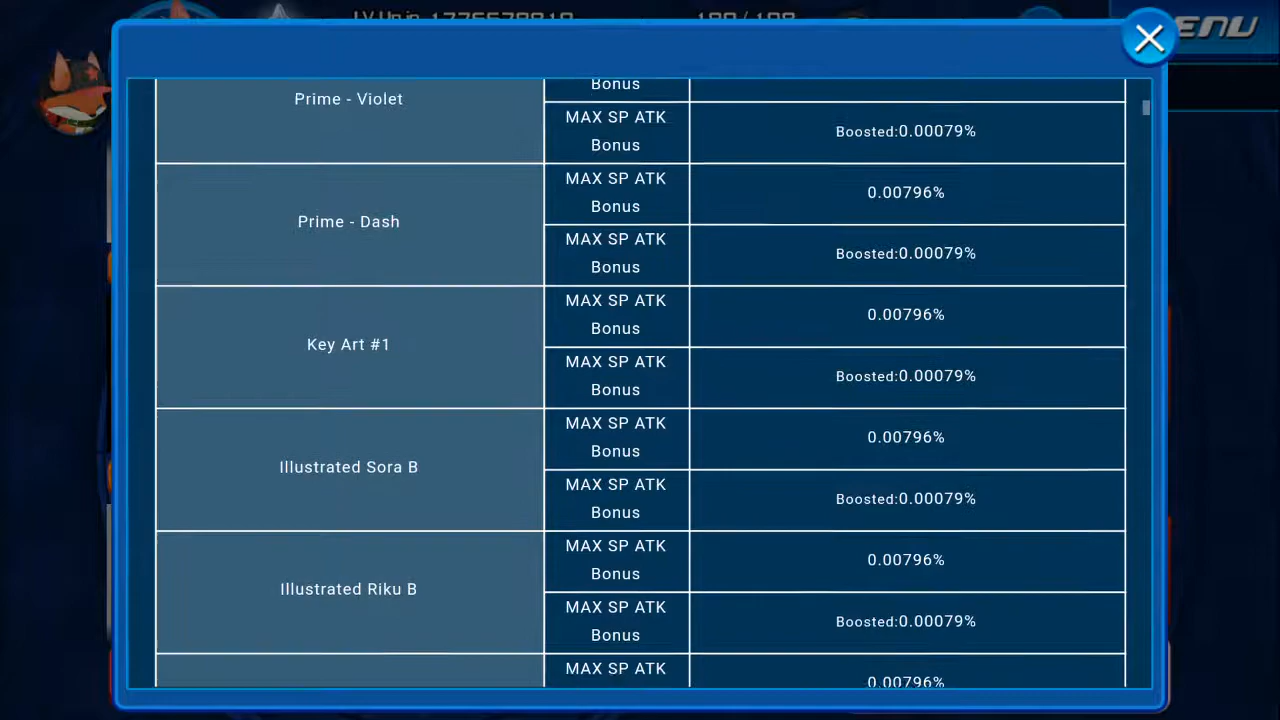 Bonus
Prime - Violet
MAX SP ATK
Bonus
Boosted:0.00079%
Prime - Dash
MAX SP ATK
Bonus
0.00796%
MAX SP ATK
Bonus
Boosted:0.00079%
Key Art #1
MAX SP ATK
Bonus
0.00796%
MAX SP ATK
Bonus
Boosted:0.00079%
Illustrated Sora B
MAX SP ATK
Bonus
0.00796%
MAX SP ATK
Bonus
Boosted:0.00079%
Illustrated Riku B
MAX SP ATK
Bonus
0.00796%
MAX SP ATK
Bonus
Boosted:0.00079%
MAX SP ATK
0.00796%